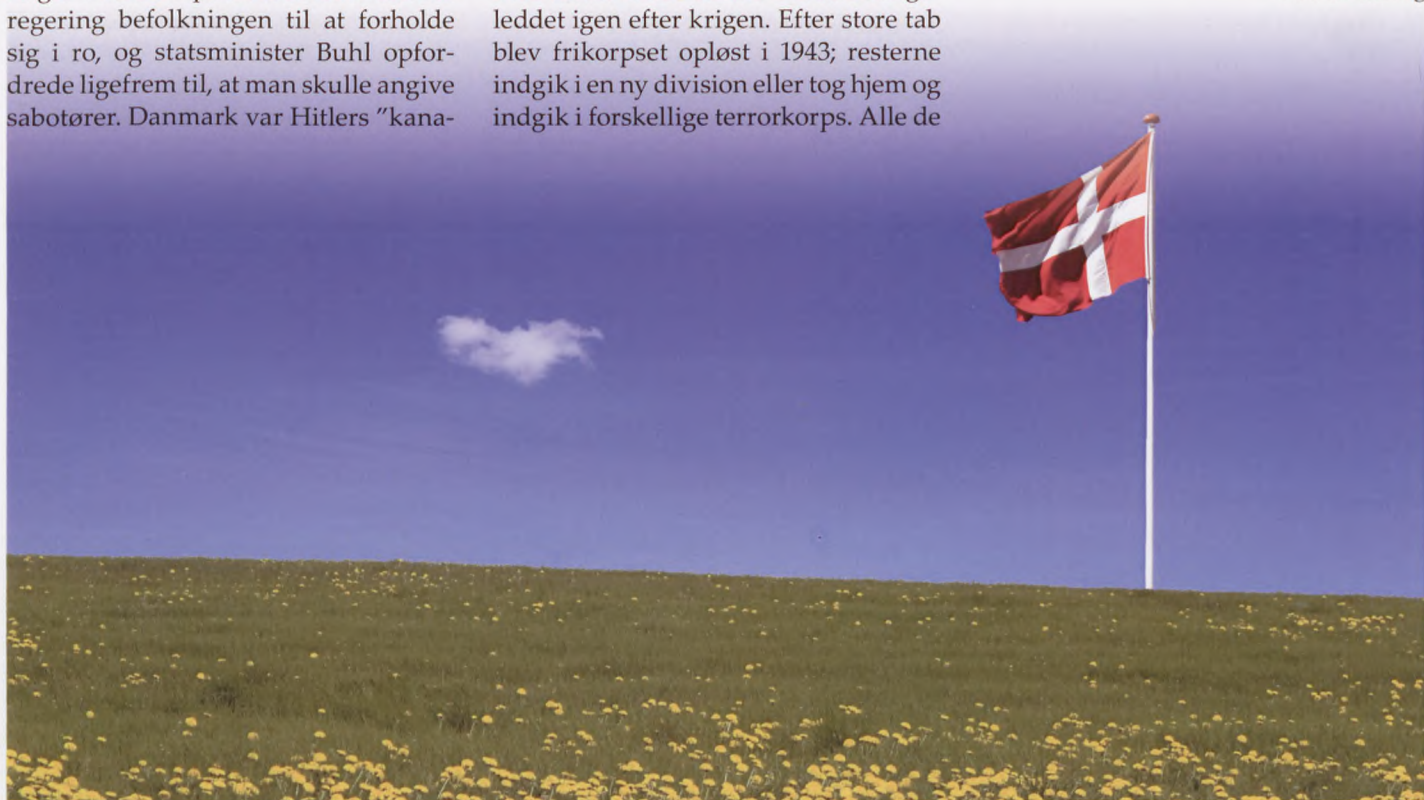 regering befolkningen til at forholde
sig i ro, og statsminister Buhl opfor-
drede ligefrem til, at man skulle angive
sabotører. Danmark var Hitlers ”kana-
leddet igen efter krigen. Efter store tab
blev frikorpset opløst i 1943; resterne
indgik i en ny division eller tog hjem og
indgik i forskellige terrorkorps. Alle de